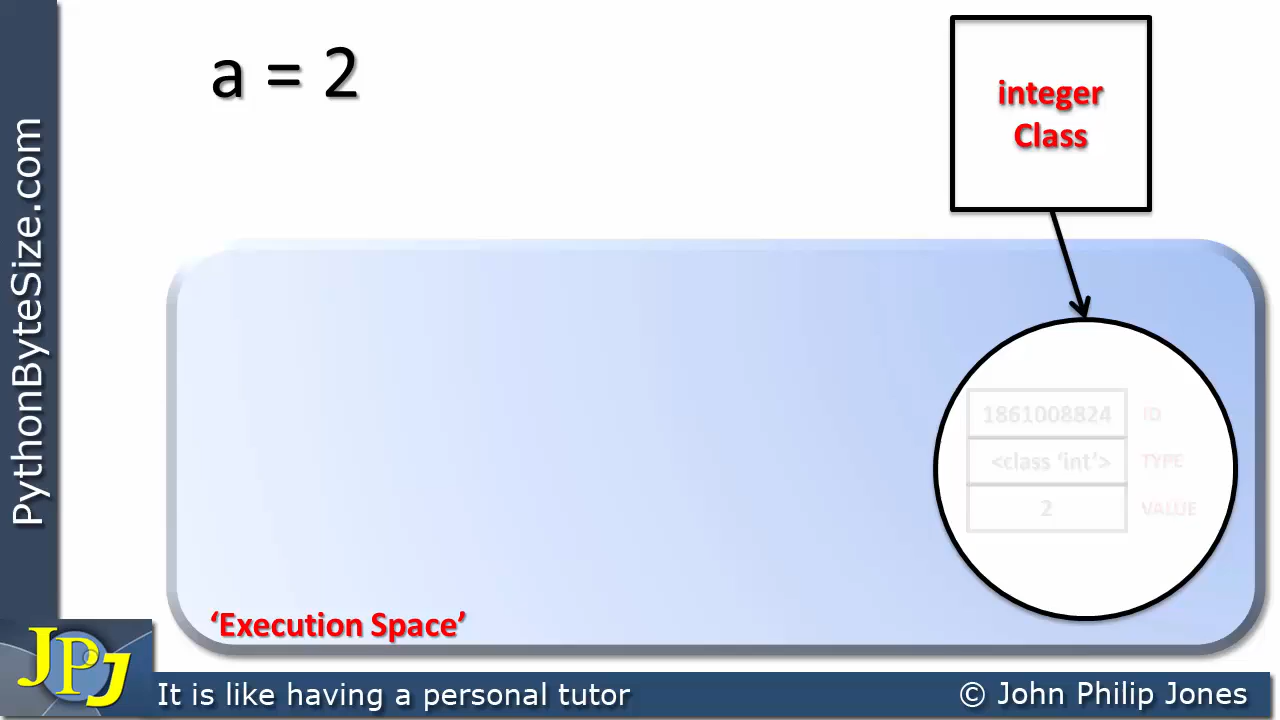 a = 2
integer
Class
1861008824 ID
<class ‘int’> TYPE
2 VALUE
‘Execution Space’
PythonByteSize.com
JPJ
It is like having a personal tutor
© John Philip Jones